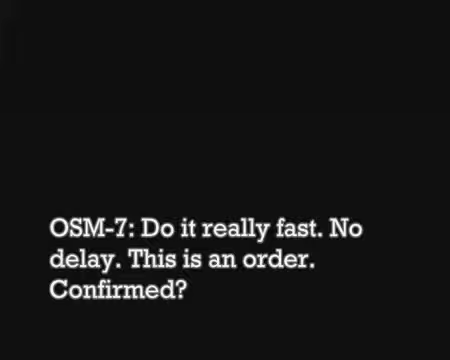 OSM-7: Do it really fast. No
delay. This is an order.
Confirmed?